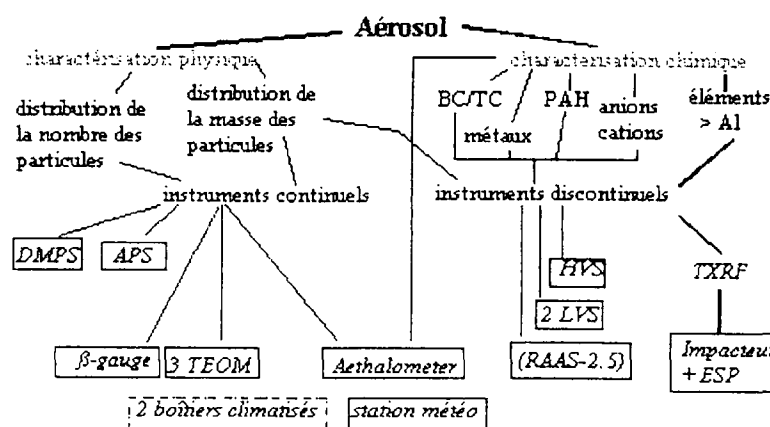 Aérosol
charactérisation physique
charactérisation chimique
distribution de
la nombre des
particules
distribution de
la masse des
particules
BC/TC
métaux
PAH
anions
cations
éléments
> Al
instruments continuels
instruments discontinuels
DMPS
APS
HVS
TXRF
2 LVS
β-gauge
3 TEOM
Aethalometer
(RAAS-2.5)
Impacteur
+ ESP
2 boîtiers climatisés
station météo